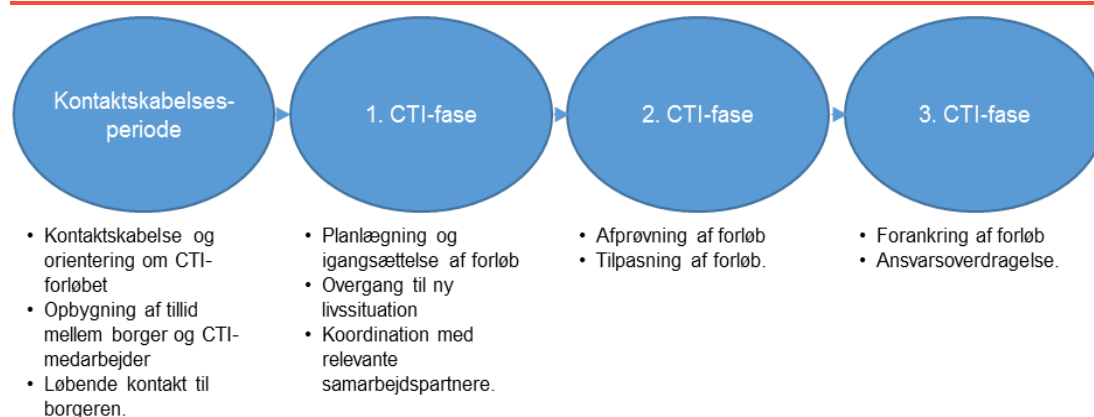 Kontaktskabelses-
periode
1. CTI-fase
2. CTI-fase
3. CTI-fase
• Kontaktskabelse og
orientering om CTI-
forløbet
• Opbygning af tillid
mellem borger og CTI-
medarbejder
• Løbende kontakt til
borgeren.
• Planlægning og
igangsættelse af forløb
• Overgang til ny
livssituation
• Koordination med
relevante
samarbejdspartnere.
• Afprøvning af forløb
• Tilpasning af forløb.
• Forankring af forløb
• Ansvarsoverdragelse.